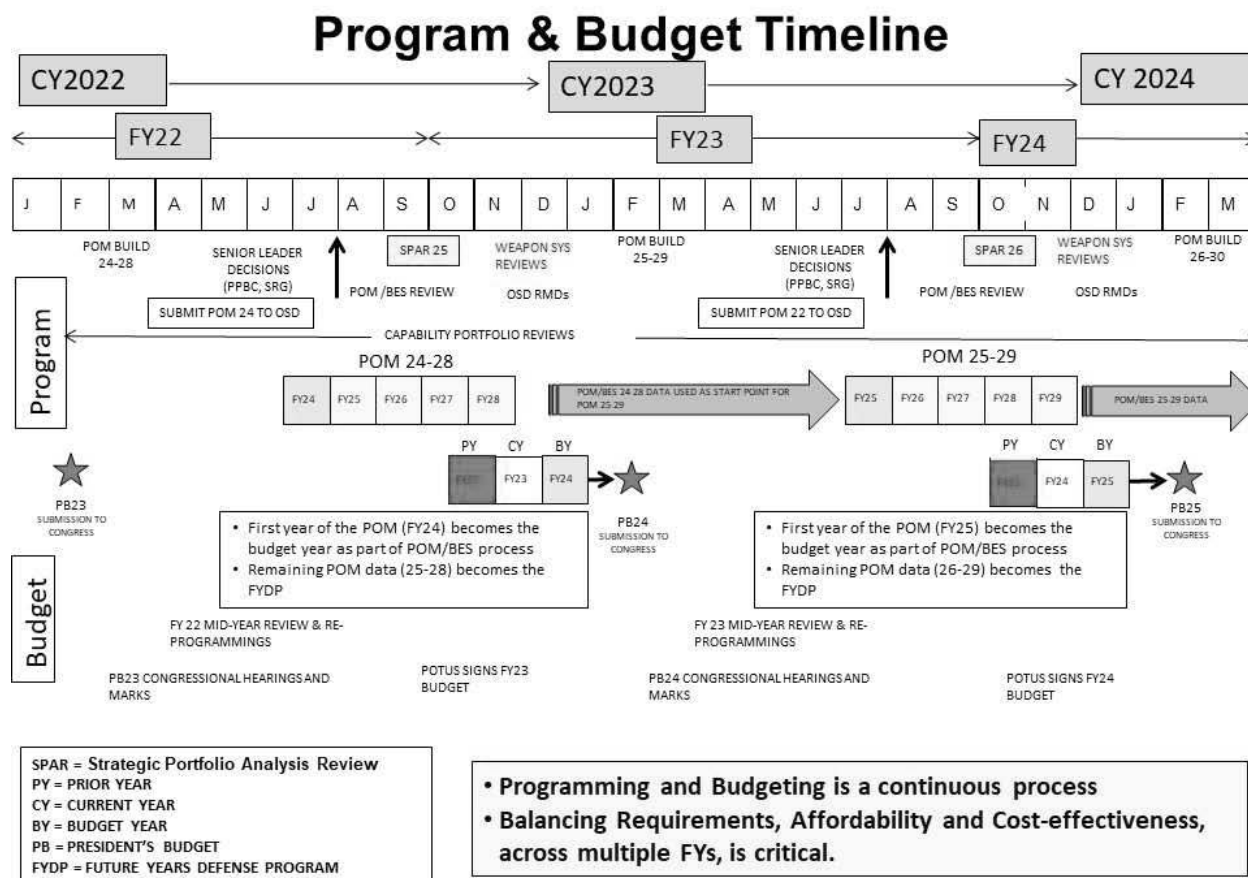 Program & Budget Timeline
CY2022
CY2023
CY 2024
FY22
FY23
FY24
J F M A M J J A S O N D J F M A M J J A S O N D J F M
POM BUILD
24-28
SENIOR LEADER
DECISIONS
(PPBC, SRG)
SPAR 25
WEAPON SYS
REVIEWS
POM BUILD
25-29
SENIOR LEADER
DECISIONS
(PPBC, SRG)
SPAR 26
WEAPON SYS
REVIEWS
POM BUILD
26-30
SUBMIT POM 24 TO OSD
POM /BES REVIEW
OSD RMDs
SUBMIT POM 22 TO OSD
POM /BES REVIEW
OSD RMDs
Program
CAPABILITY PORTFOLIO REVIEWS
POM 24-28
FY24 FY25 FY26 FY27 FY28
POM/BES 24-28 DATA USED AS START POINT FOR
POM 25-29
POM 25-29
FY25 FY26 FY27 FY28 FY29
POM/BES 25-29 DATA
PY CY BY
FY23 FY24
PY CY BY
FY24 FY25
PB23
SUBMISSION TO
CONGRESS
PB24
SUBMISSION TO
CONGRESS
PB25
SUBMISSION TO
CONGRESS
Budget
• First year of the POM (FY24) becomes the
budget year as part of POM/BES process
• Remaining POM data (25-28) becomes the
FYDP
• First year of the POM (FY25) becomes the
budget year as part of POM/BES process
• Remaining POM data (26-29) becomes the
FYDP
FY 22 MID-YEAR REVIEW & RE-
PROGRAMMINGS
FY 23 MID-YEAR REVIEW & RE-
PROGRAMMINGS
PB23 CONGRESSIONAL HEARINGS AND
MARKS
POTUS SIGNS FY23
BUDGET
PB24 CONGRESSIONAL HEARINGS AND
MARKS
POTUS SIGNS FY24
BUDGET
SPAR = Strategic Portfolio Analysis Review
PY = PRIOR YEAR
CY = CURRENT YEAR
BY = BUDGET YEAR
PB = PRESIDENT'S BUDGET
FYDP = FUTURE YEARS DEFENSE PROGRAM
• Programming and Budgeting is a continuous process
• Balancing Requirements, Affordability and Cost-effectiveness,
across multiple FYs, is critical.